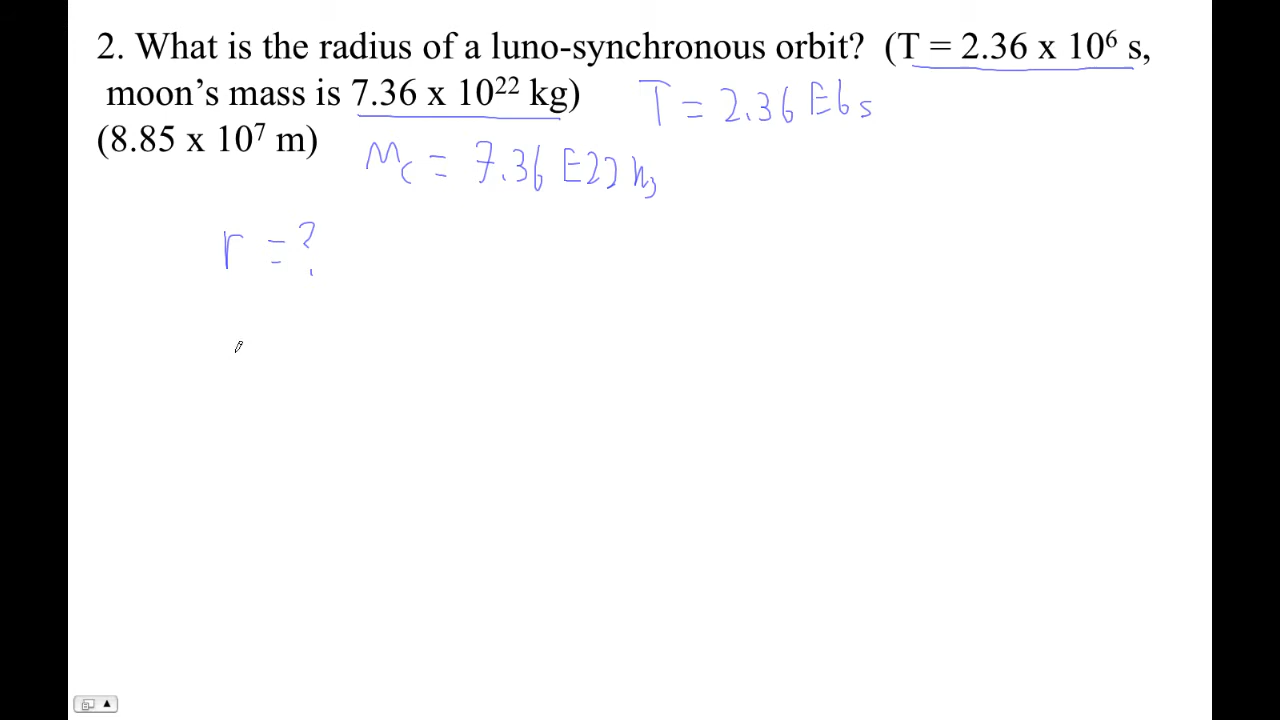 2. What is the radius of a luno-synchronous orbit? (T = 2.36 x 10⁶ s,
moon's mass is 7.36 x 10²² kg)
T = 2.36 E6 s
(8.85 x 10⁷ m)
Mc = 7.36 E22 kg
r = ?